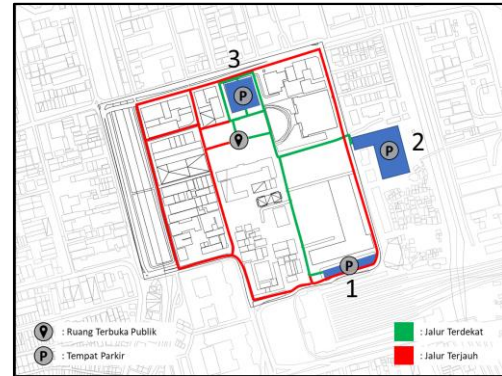 3
P
P
2
P
1
: Ruang Terbuka Publik
P : Tempat Parkir
: Jalur Terdekat
: Jalur Terjauh